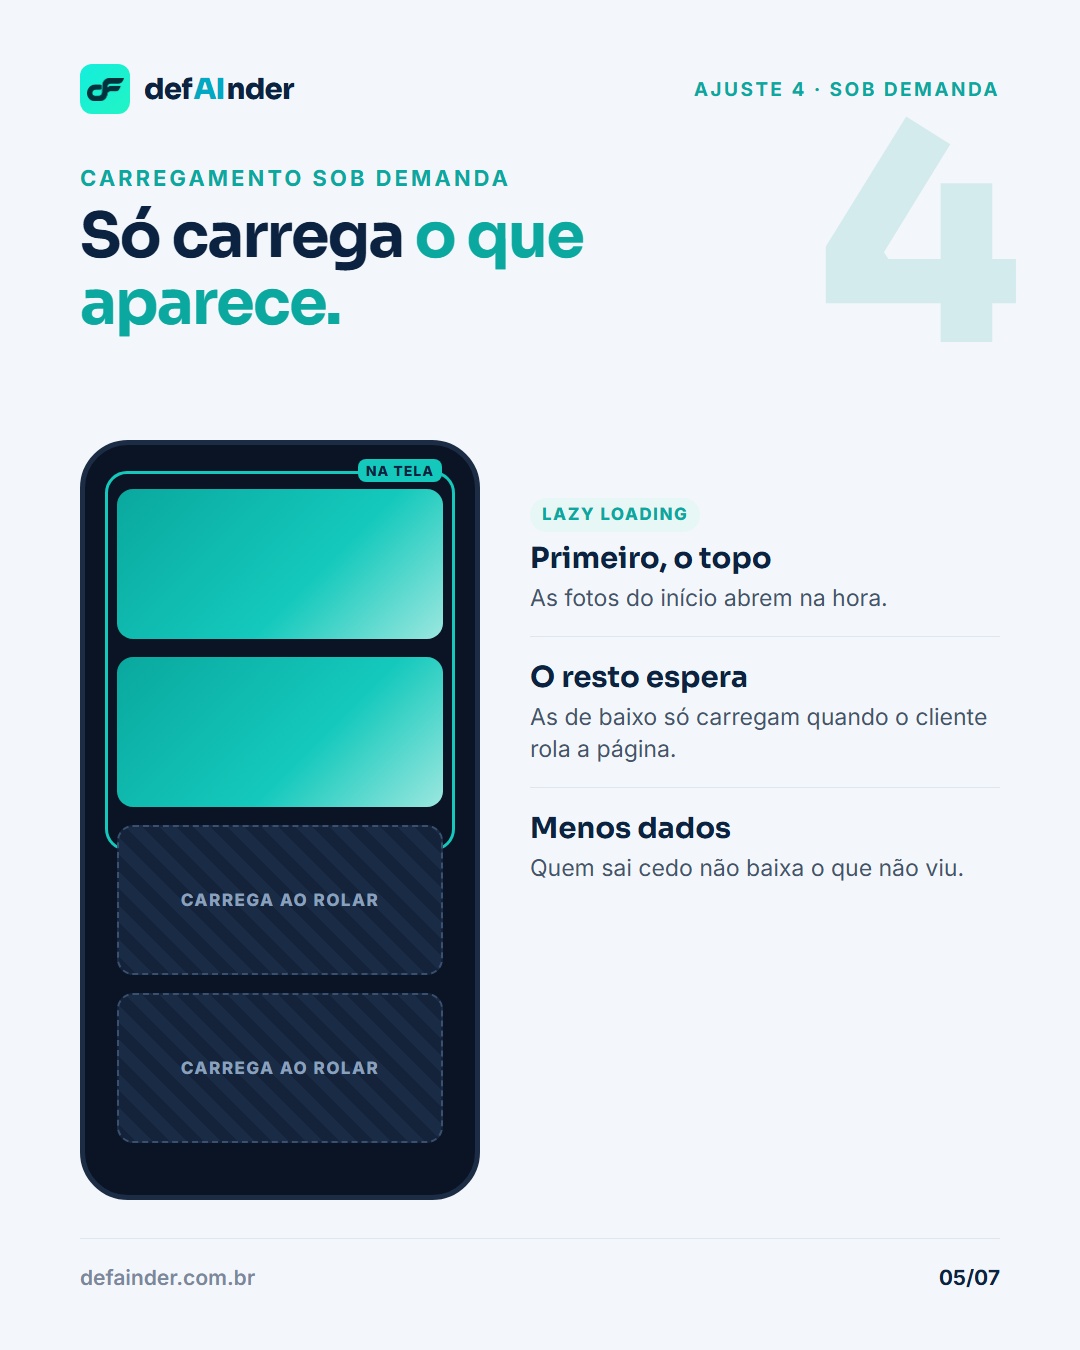 defAInder
AJUSTE 4 · SOB DEMANDA
4
CARREGAMENTO SOB DEMANDA
Só carrega o que
aparece.
NA TELA
CARREGA AO ROLAR
CARREGA AO ROLAR
LAZY LOADING
Primeiro, o topo
As fotos do início abrem na hora.
O resto espera
As de baixo só carregam quando o cliente
rola a página.
Menos dados
Quem sai cedo não baixa o que não viu.
defainder.com.br
05/07